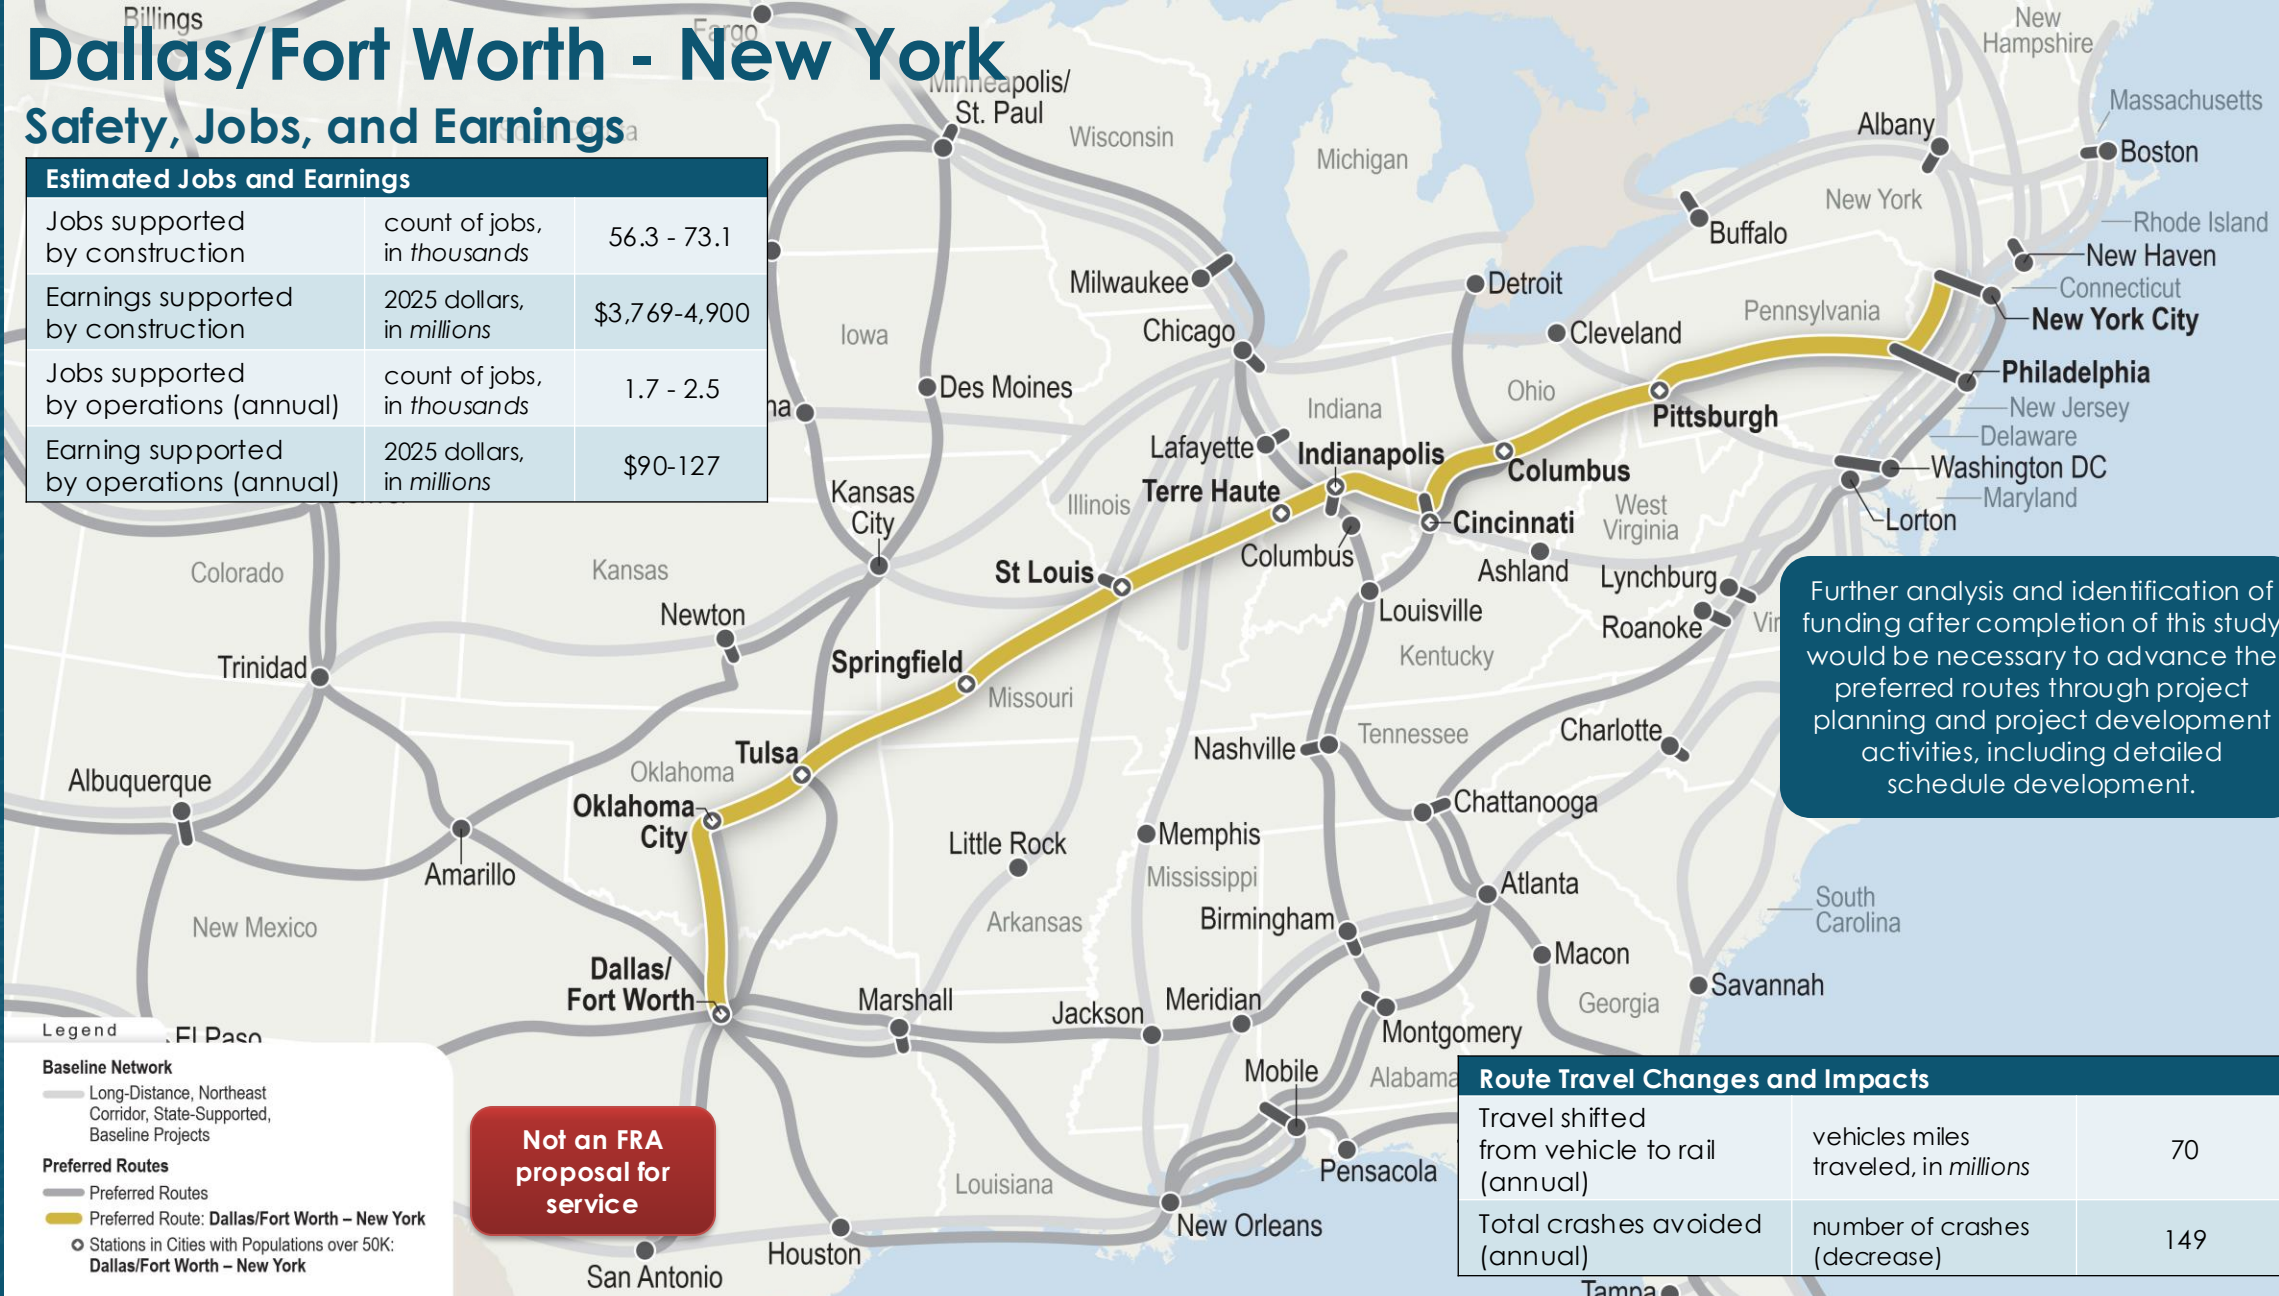 Billings
Fargo
Dallas/Fort Worth - New York
Minneapolis/
St. Paul
Safety, Jobs, and Earnings
Estimated Jobs and Earnings
Jobs supported
by construction
count of jobs,
in thousands
56.3 - 73.1
Earnings supported
by construction
2025 dollars,
in millions
$3,769-4,900
Jobs supported
by operations (annual)
count of jobs,
in thousands
1.7 - 2.5
Earning supported
by operations (annual)
2025 dollars,
in millions
$90-127
Wisconsin
Michigan
New
Hampshire
Massachusetts
Albany
Boston
New York
Rhode Island
Buffalo
New Haven
Connecticut
Milwaukee
Detroit
Pennsylvania
New York City
Chicago
Cleveland
Iowa
Philadelphia
Des Moines
Ohio
Indiana
New Jersey
Pittsburgh
Delaware
Lafayette
Indianapolis
Columbus
Washington DC
Terre Haute
Maryland
Kansas
City
Illinois
West
Virginia
Cincinnati
Lorton
Columbus
Ashland
Lynchburg
Colorado
Kansas
St Louis
Newton
Louisville
Roanoke
Vir
Trinidad
Springfield
Missouri
Kentucky
Tulsa
Nashville
Tennessee
Charlotte
Albuquerque
Oklahoma
Oklahoma
City
Chattanooga
Memphis
Little Rock
Amarillo
Mississippi
Atlanta
New Mexico
Arkansas
Birmingham
South
Carolina
Macon
Dallas/
Fort Worth
Marshall
Jackson
Meridian
Georgia
Savannah
Montgomery
Mobile
Alabama
Pensacola
Louisiana
New Orleans
Houston
San Antonio
El Paso
Tampa
Further analysis and identification of
funding after completion of this study
would be necessary to advance the
preferred routes through project
planning and project development
activities, including detailed
schedule development.
Legend
Baseline Network
Long-Distance, Northeast
Corridor, State-Supported,
Baseline Projects
Preferred Routes
Preferred Routes
Preferred Route: Dallas/Fort Worth – New York
Stations in Cities with Populations over 50K:
Dallas/Fort Worth – New York
Not an FRA
proposal for
service
Route Travel Changes and Impacts
Travel shifted
from vehicle to rail
(annual)
vehicles miles
traveled, in millions
70
Total crashes avoided
(annual)
number of crashes
(decrease)
149